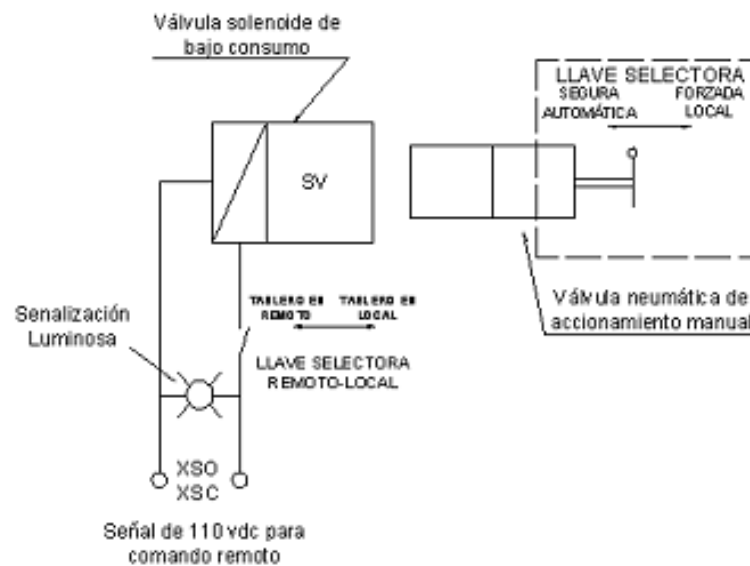 Válvula solenoide de
bajo consumo
LLAVE SELECTORA
SEGURA FORZADA
AUTOMÁTICA LOCAL
SV
TABLERO EN TABLERO EN
REMOTO LOCAL
LLAVE SELECTORA
REMOTO-LOCAL
Senalización
Luminosa
Válvula neumática de
accionamiento manual
XSO
XSC
Señal de 110 vdc para
comando remoto